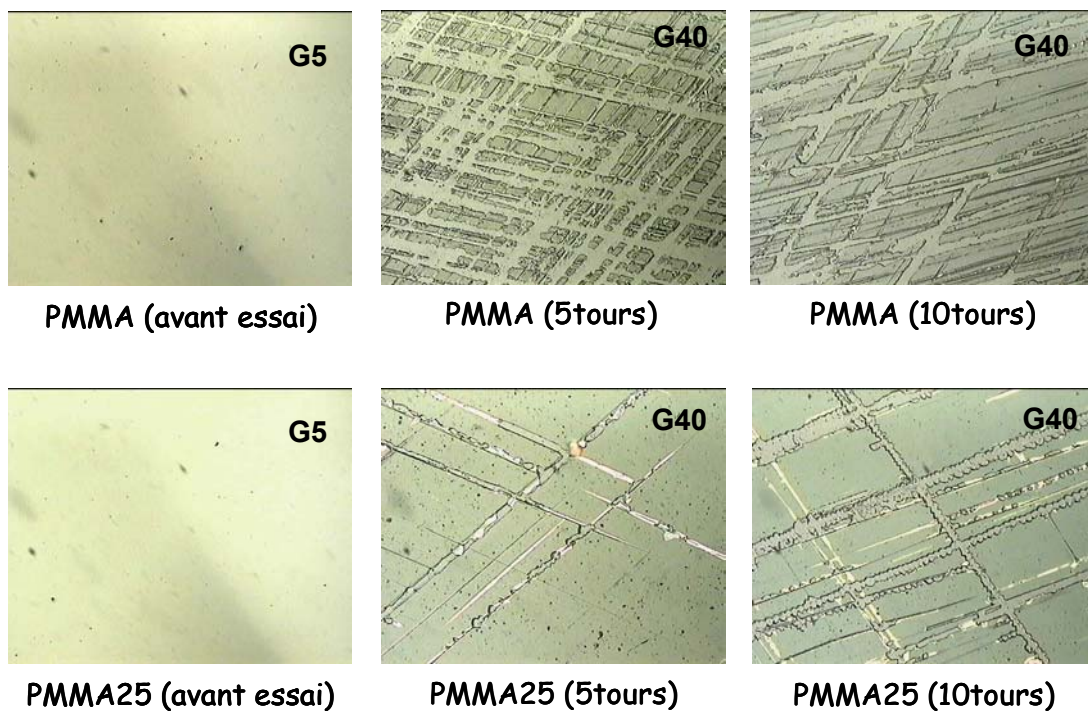 G5
G40
G40
PMMA (avant essai)
PMMA (5tours)
PMMA (10tours)
G5
G40
G40
PMMA25 (avant essai)
PMMA25 (5tours)
PMMA25 (10tours)